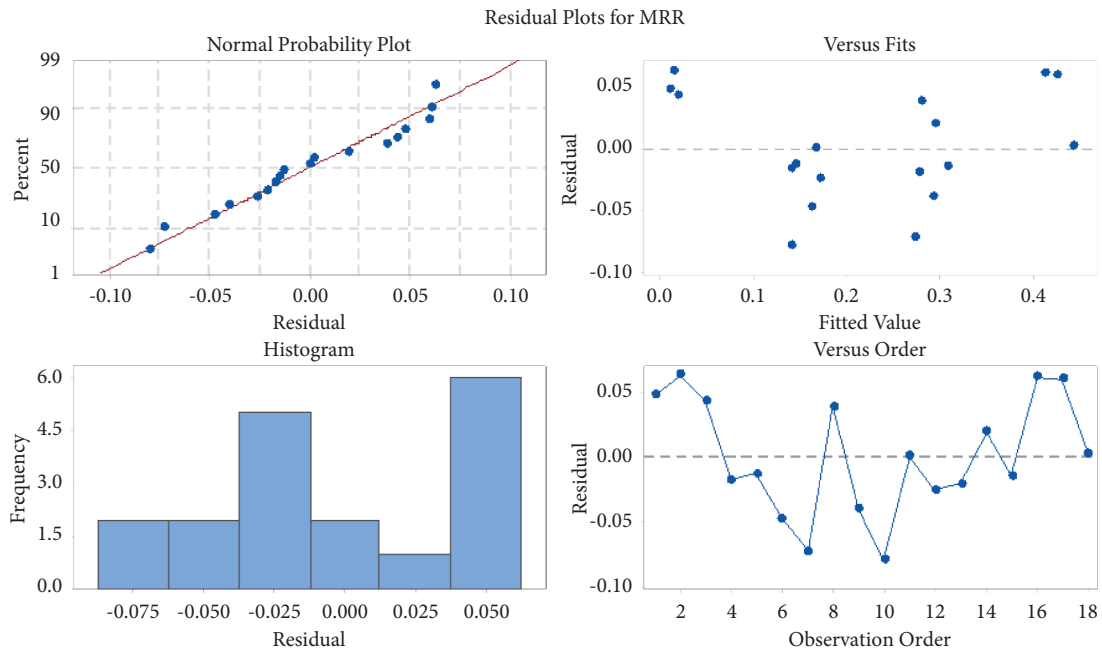 Residual Plots for MRR
Normal Probability Plot
99
90
50
10
1
Percent
-0.10 -0.05 0.00 0.05 0.10
Residual
Versus Fits
0.05
0.00
-0.05
-0.10
Residual
0.0 0.1 0.2 0.3 0.4
Fitted Value
Histogram
6.0
4.5
3.0
1.5
0.0
Frequency
-0.075 -0.050 -0.025 0.000 0.025 0.050
Residual
Versus Order
0.05
0.00
-0.05
-0.10
Residual
2 4 6 8 10 12 14 16 18
Observation Order